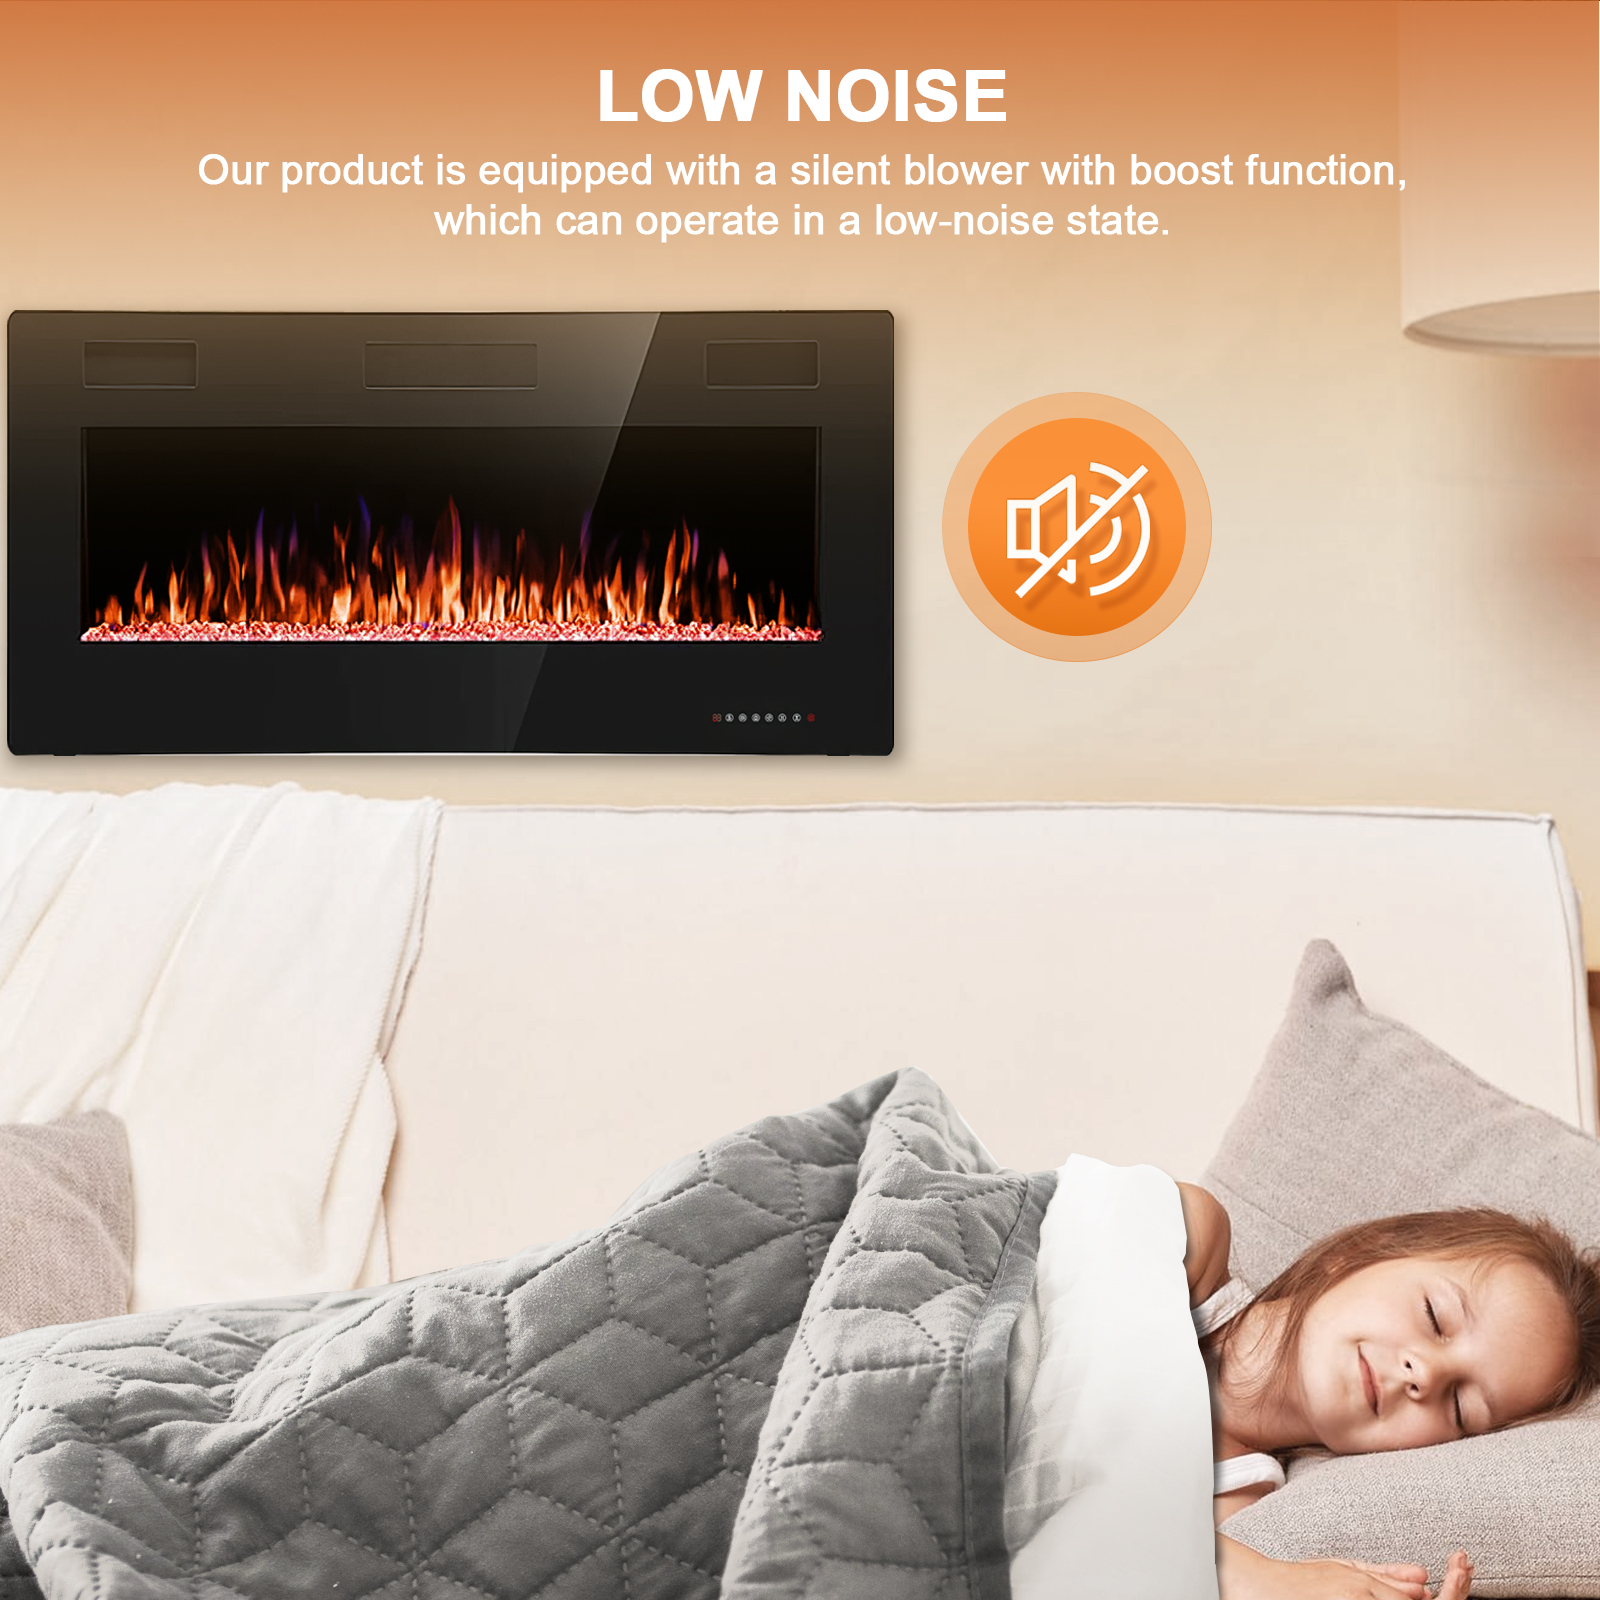 LOW NOISE
Our product is equipped with a silent blower with boost function,
which can operate in a low-noise state.